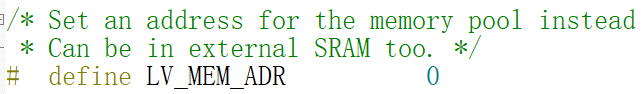 /* Set an address for the memory pool instead
 * Can be in external SRAM too. */
#  define LV_MEM_ADR          0